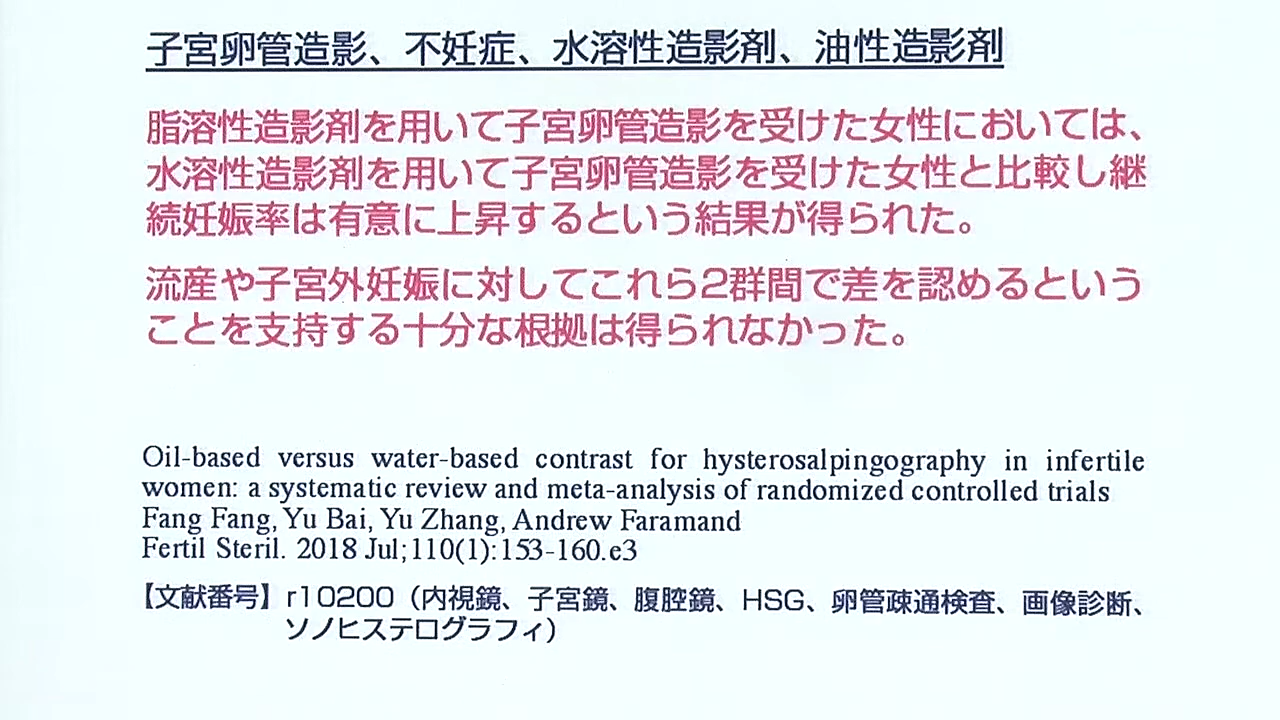 子宮卵管造影、不妊症、水溶性造影剤、油性造影剤
脂溶性造影剤を用いて子宮卵管造影を受けた女性においては、
水溶性造影剤を用いて子宮卵管造影を受けた女性と比較し継
続妊娠率は有意に上昇するという結果が得られた。
流産や子宮外妊娠に対してこれら2群間で差を認めるという
ことを支持する十分な根拠は得られなかった。
Oil-based versus water-based contrast for hysterosalpingography in infertile
women: a systematic review and meta-analysis of randomized controlled trials
Fang Fang, Yu Bai, Yu Zhang, Andrew Faramand
Fertil Steril. 2018 Jul;110(1):153-160.e3
【文献番号】r10200（内視鏡、子宮鏡、腹腔鏡、HSG、卵管疎通検査、画像診断、
ソノヒステログラフィ）